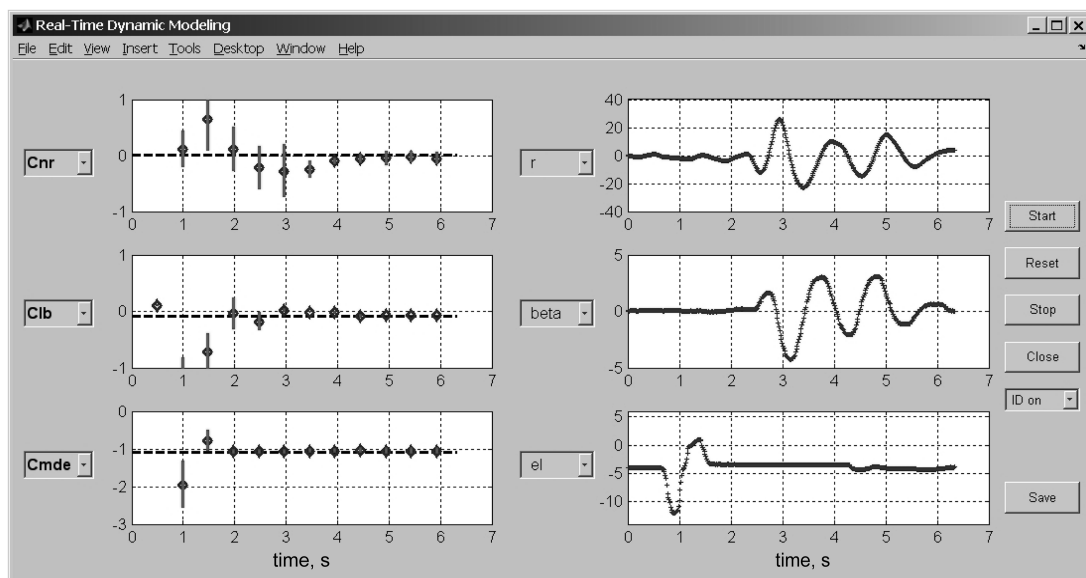 Real-Time Dynamic Modeling
File Edit View Insert Tools Desktop Window Help
Cnr
1
0
-1
0 1 2 3 4 5 6 7
r
40
20
0
-20
-40
0 1 2 3 4 5 6 7
Start
Reset
Clb
1
0
-1
0 1 2 3 4 5 6 7
beta
5
0
-5
0 1 2 3 4 5 6 7
Stop
Close
ID on
Cmde
0
-1
-2
-3
0 1 2 3 4 5 6 7
time, s
el
5
0
-5
-10
0 1 2 3 4 5 6 7
time, s
Save